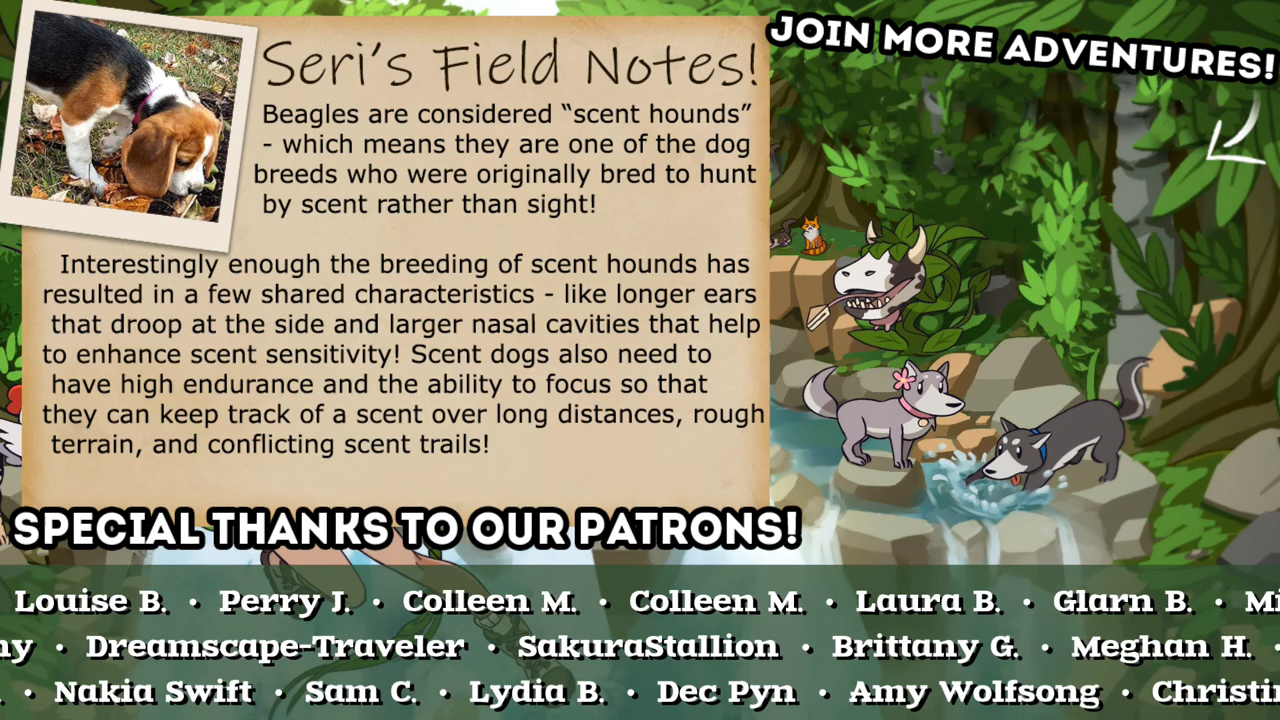 Seri's Field Notes!
Beagles are considered “scent hounds”
- which means they are one of the dog
breeds who were originally bred to hunt
by scent rather than sight!
Interestingly enough the breeding of scent hounds has
resulted in a few shared characteristics - like longer ears
that droop at the side and larger nasal cavities that help
to enhance scent sensitivity! Scent dogs also need to
have high endurance and the ability to focus so that
they can keep track of a scent over long distances, rough
terrain, and conflicting scent trails!
JOIN MORE ADVENTURES!
SPECIAL THANKS TO OUR PATRONS!
Louise B. • Perry J. • Colleen M. • Colleen M. • Laura B. • Glarn B. •
• Dreamscape-Traveler • SakuraStallion • Brittany G. • Meghan H. •
• Nakia Swift • Sam C. • Lydia B. • Dec Pyn • Amy Wolfsong •